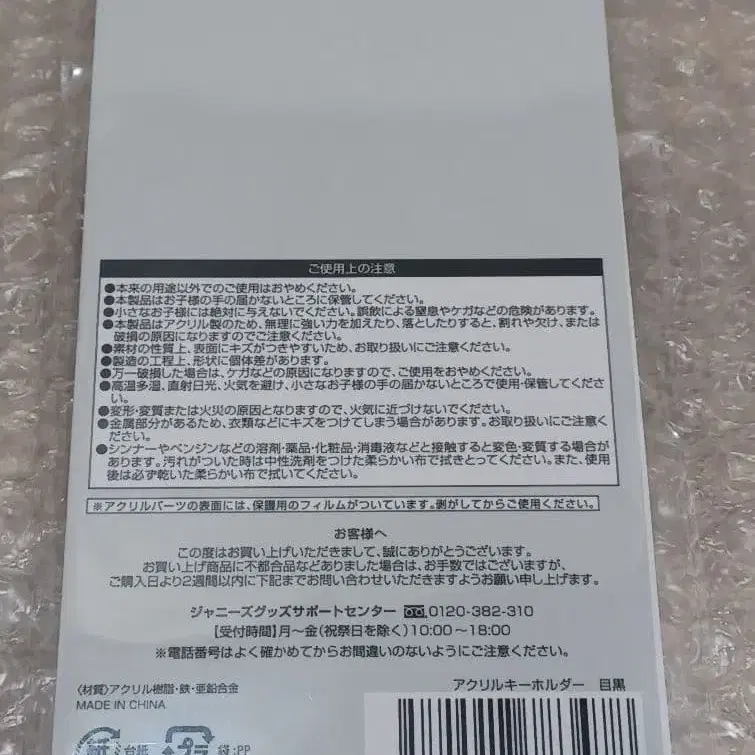 ご使用上の注意
●本来の用途以外でのご使用はおやめください。
●本製品はお子様の手の届かないところに保管してください。
●小さなお子様には絶対に与えないでください。誤飲による窒息やケガなどの危険があります。
●本製品はアクリル製のため、無理に強い力を加えたり、落としたりすると、割れや欠け、または
破損の原因になりますのでご注意ください。
●素材の性質上、表面にキズがつきやすいため、お取り扱いにご注意ください。
●製造の工程上、形状に個体差があります。
●万一破損した場合は、ケガなどの原因になりますので、ご使用をおやめください。
●高温多湿、直射日光、火気を避け、小さなお子様の手の届かないところで使用・保管してくださ
い。
●変形・変質または火災の原因となりますので、火気に近づけないでください。
●金属部分があるため、衣類などにキズをつけてしまう場合があります。お取り扱いにご注意く
ださい。
●シンナーやベンジンなどの溶剤・薬品・化粧品・消毒液などと接触すると変色・変質する場合が
あります。汚れがついた時は中性洗剤をつけた柔らかい布で拭きとってください。また、使用
後は必ず乾いた柔らかい布で拭いてください。
※アクリルパーツの表面には、保護用のフィルムがついています。剥がしてからご使用ください。
お客様へ
この度はお買い上げいただきまして、誠にありがとうございます。
お買い上げ商品に不都合品などありました場合は、お手数ではございますが、
ご購入日より2週間以内に下記までお問い合わせいただきますようお願い申し上げます。
ジャニーズグッズサポートセンター 0120-382-310
【受付時間】月〜金(祝祭日を除く)10:00〜18:00
※電話番号はよく確かめてからお間違いのないようにご注意ください。
〈材質〉アクリル樹脂・鉄・亜鉛合金
MADE IN CHINA
アクリルキーホルダー 目黒
台紙 プラ 袋:PP